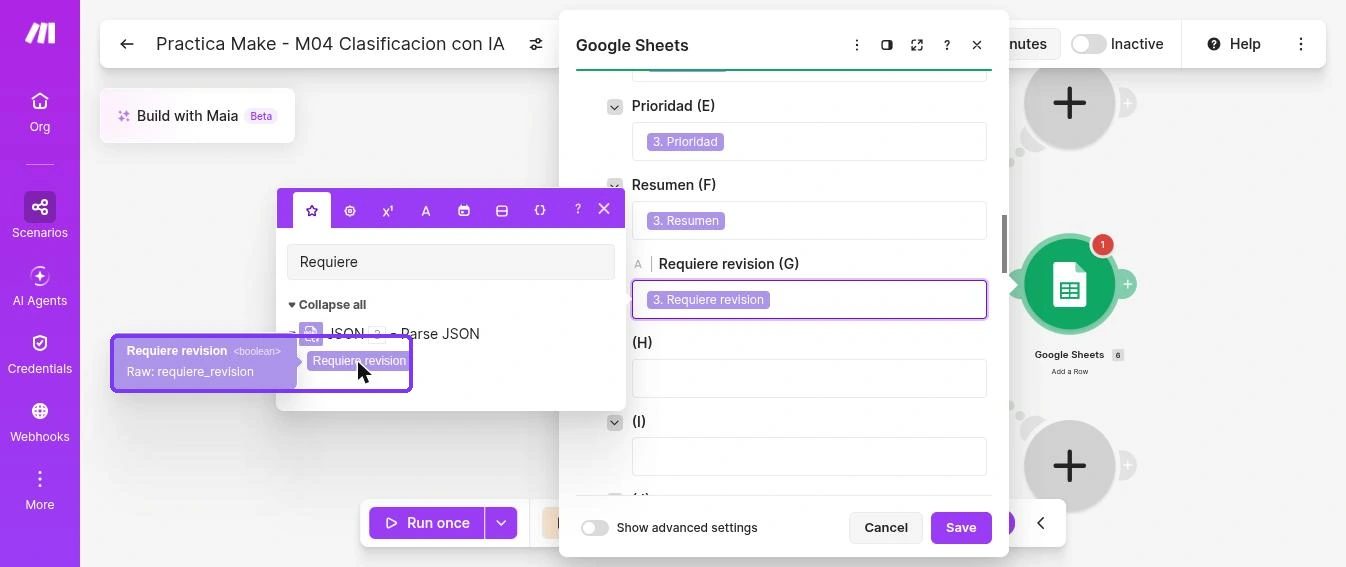 Practica Make - M04 Clasificacion con IA
Google Sheets
?
nutes
Inactive
Help
Org
Build with Maia
Beta
Prioridad (E)
3. Prioridad
Resumen (F)
3. Resumen
Scenarios
x¹
A
?
Requiere
A
Requiere revision (G)
3. Requiere revision
1
AI Agents
Collapse all
JSON
- Parse JSON
Requiere revision <boolean>
Raw: requiere_revision
Requiere revision
(H)
Google Sheets 6
Add a Row
Credentials
(I)
Webhooks
More
Run once
Show advanced settings
Cancel
Save